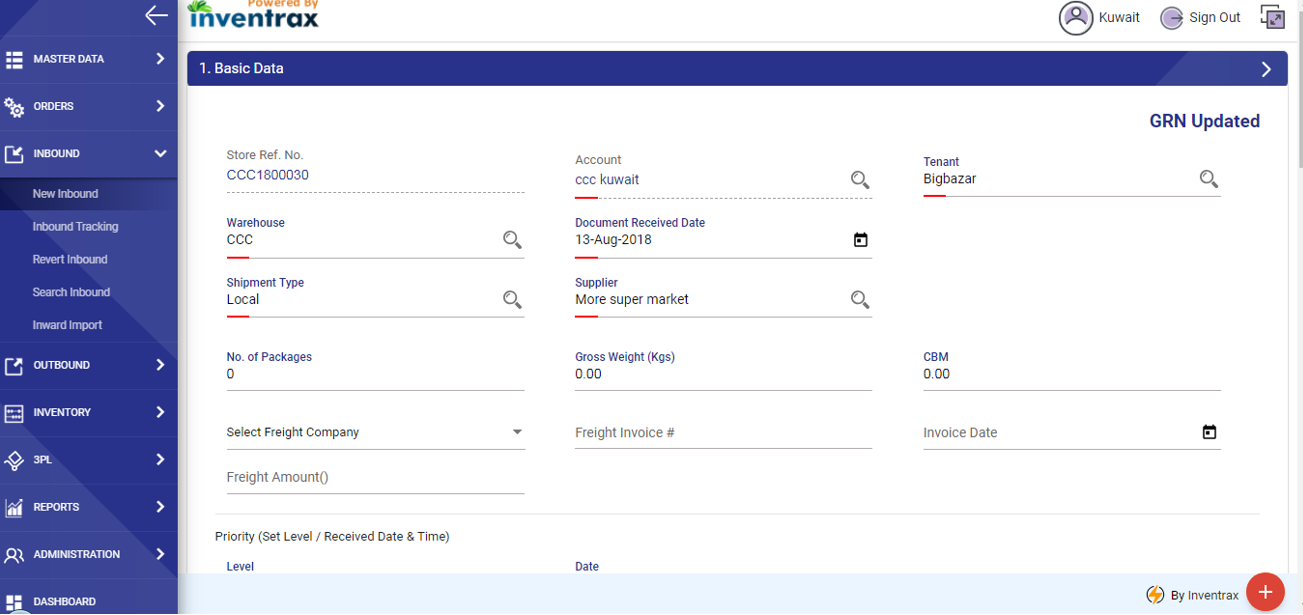 Powered By
inventrax
Kuwait
Sign Out
MASTER DATA
ORDERS
INBOUND
New Inbound
Inbound Tracking
Revert Inbound
Search Inbound
Inward Import
OUTBOUND
INVENTORY
3PL
REPORTS
ADMINISTRATION
DASHBOARD
1. Basic Data
GRN Updated
Store Ref. No.
CCC1800030
Account
ccc kuwait
Tenant
Bigbazar
Warehouse
CCC
Document Received Date
13-Aug-2018
Shipment Type
Local
Supplier
More super market
No. of Packages
0
Gross Weight (Kgs)
0.00
CBM
0.00
Select Freight Company
Freight Invoice #
Invoice Date
Freight Amount()
Priority (Set Level / Received Date & Time)
Level
Date
By Inventrax
+